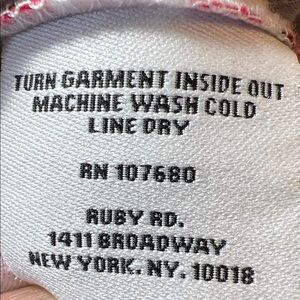 TURN GARMENT INSIDE OUT
MACHINE WASH COLD
LINE DRY
RN 107680
RUBY RD.
1411 BROADWAY
NEW YORK, NY. 10018